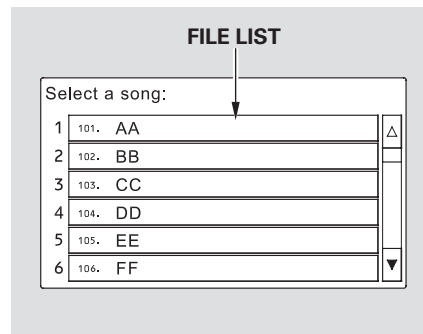 FILE LIST
Select a song:
1 101. AA
2 102. BB
3 103. CC
4 104. DD
5 105. EE
6 106. FF